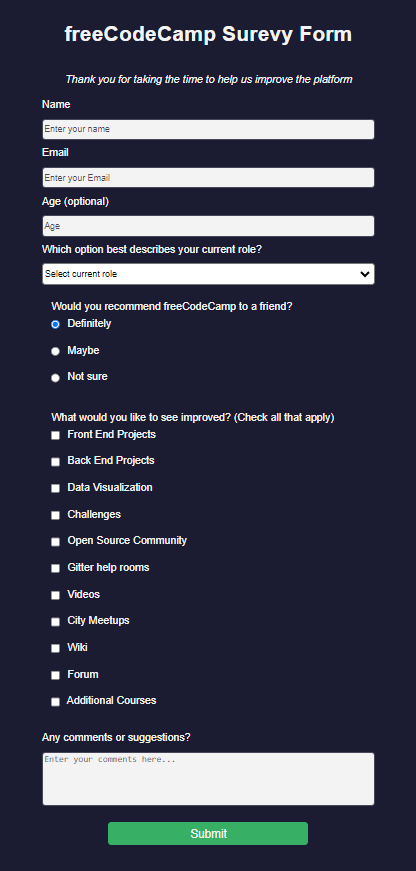 freeCodeCamp Surevy Form
Thank you for taking the time to help us improve the platform
Name
Enter your name
Email
Enter your Email
Age (optional)
Age
Which option best describes your current role?
Select current role
Would you recommend freeCodeCamp to a friend?
Definitely
Maybe
Not sure
What would you like to see improved? (Check all that apply)
Front End Projects
Back End Projects
Data Visualization
Challenges
Open Source Community
Gitter help rooms
Videos
City Meetups
Wiki
Forum
Additional Courses
Any comments or suggestions?
Enter your comments here...
Submit